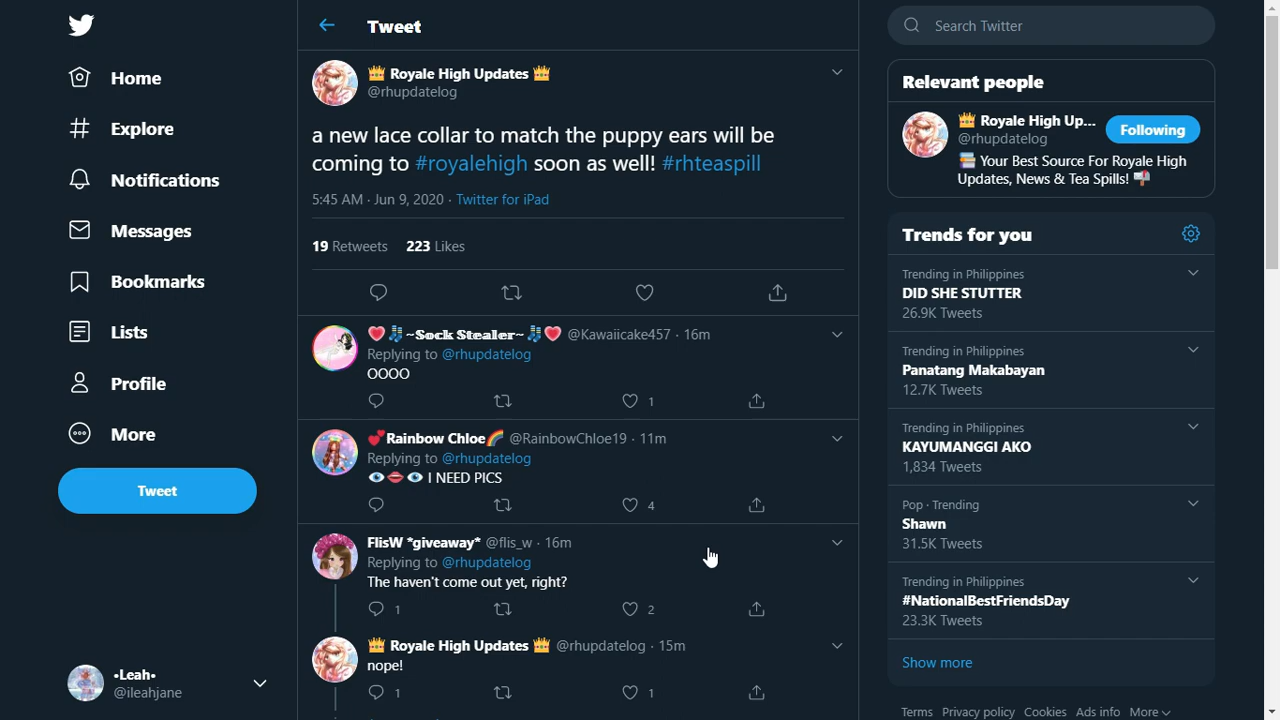 Home
Explore
Notifications
Messages
Bookmarks
Lists
Profile
More
Tweet
•Leah•
@ileahjane
Tweet
👑 Royale High Updates 👑
@rhupdatelog
a new lace collar to match the puppy ears will be
coming to #royalehigh soon as well! #rhteaspill
5:45 AM · Jun 9, 2020 · Twitter for iPad
19 Retweets 223 Likes
❤️🧦~𝕊𝕠𝕔𝕜 𝕊𝕥𝕖𝕒𝕝𝕖𝕣~🧦❤️ @Kawaiicake457 · 16m
Replying to @rhupdatelog
OOOO
1
💕Rainbow Chloe🌈 @RainbowChloe19 · 11m
Replying to @rhupdatelog
👁️👄👁️ I NEED PICS
4
FlisW *giveaway* @flis_w · 16m
Replying to @rhupdatelog
The haven't come out yet, right?
1 2
👑 Royale High Updates 👑 @rhupdatelog · 15m
nope!
1 1
Search Twitter
Relevant people
👑 Royale High Up...
@rhupdatelog
Following
📚 Your Best Source For Royale High
Updates, News & Tea Spills! 📬
Trends for you
Trending in Philippines
DID SHE STUTTER
26.9K Tweets
Trending in Philippines
Panatang Makabayan
12.7K Tweets
Trending in Philippines
KAYUMANGGI AKO
1,834 Tweets
Pop · Trending
Shawn
31.5K Tweets
Trending in Philippines
#NationalBestFriendsDay
23.3K Tweets
Show more
Terms Privacy policy Cookies Ads info More